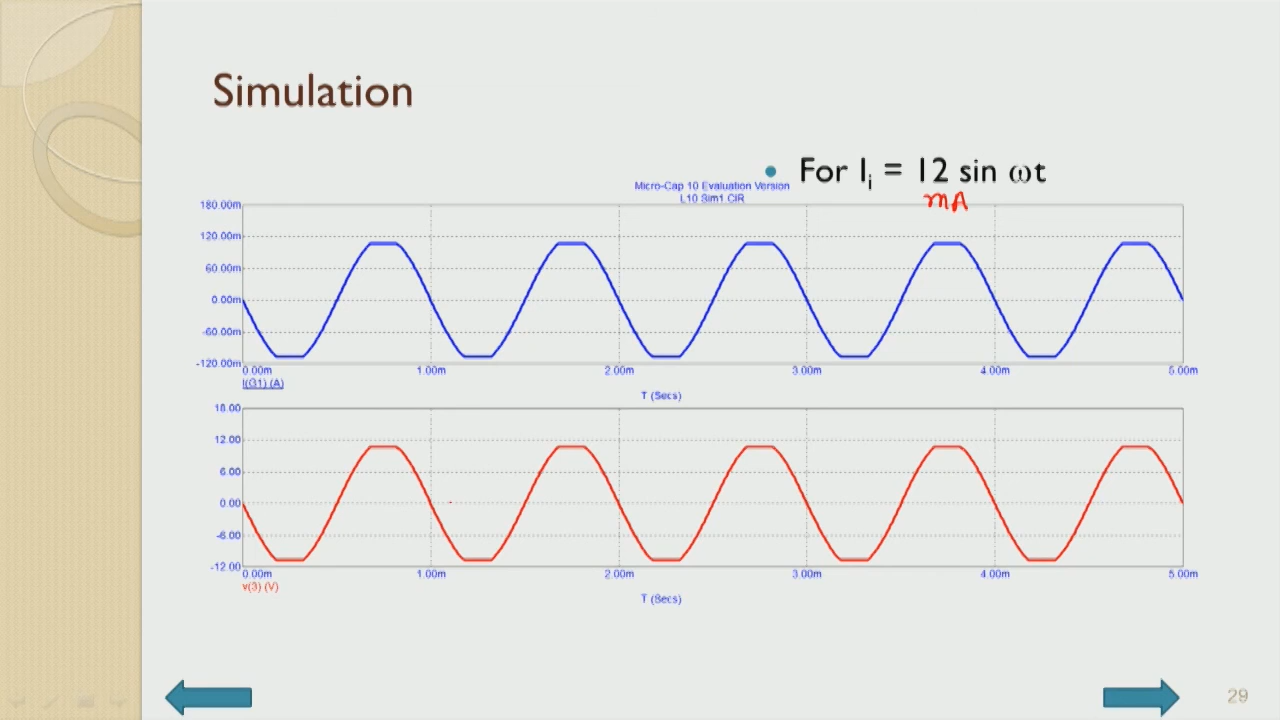 Simulation
• For Ii = 12 sin ωt
mA
Micro-Cap 10 Evaluation Version
L10 Sim1.CIR
180.00m
120.00m
60.00m
0.00m
-60.00m
-120.00m
0.00m 1.00m 2.00m 3.00m 4.00m 5.00m
I(G1) (A)
T (Secs)
18.00
12.00
6.00
0.00
-6.00
-12.00
0.00m 1.00m 2.00m 3.00m 4.00m 5.00m
v(3) (V)
T (Secs)
29